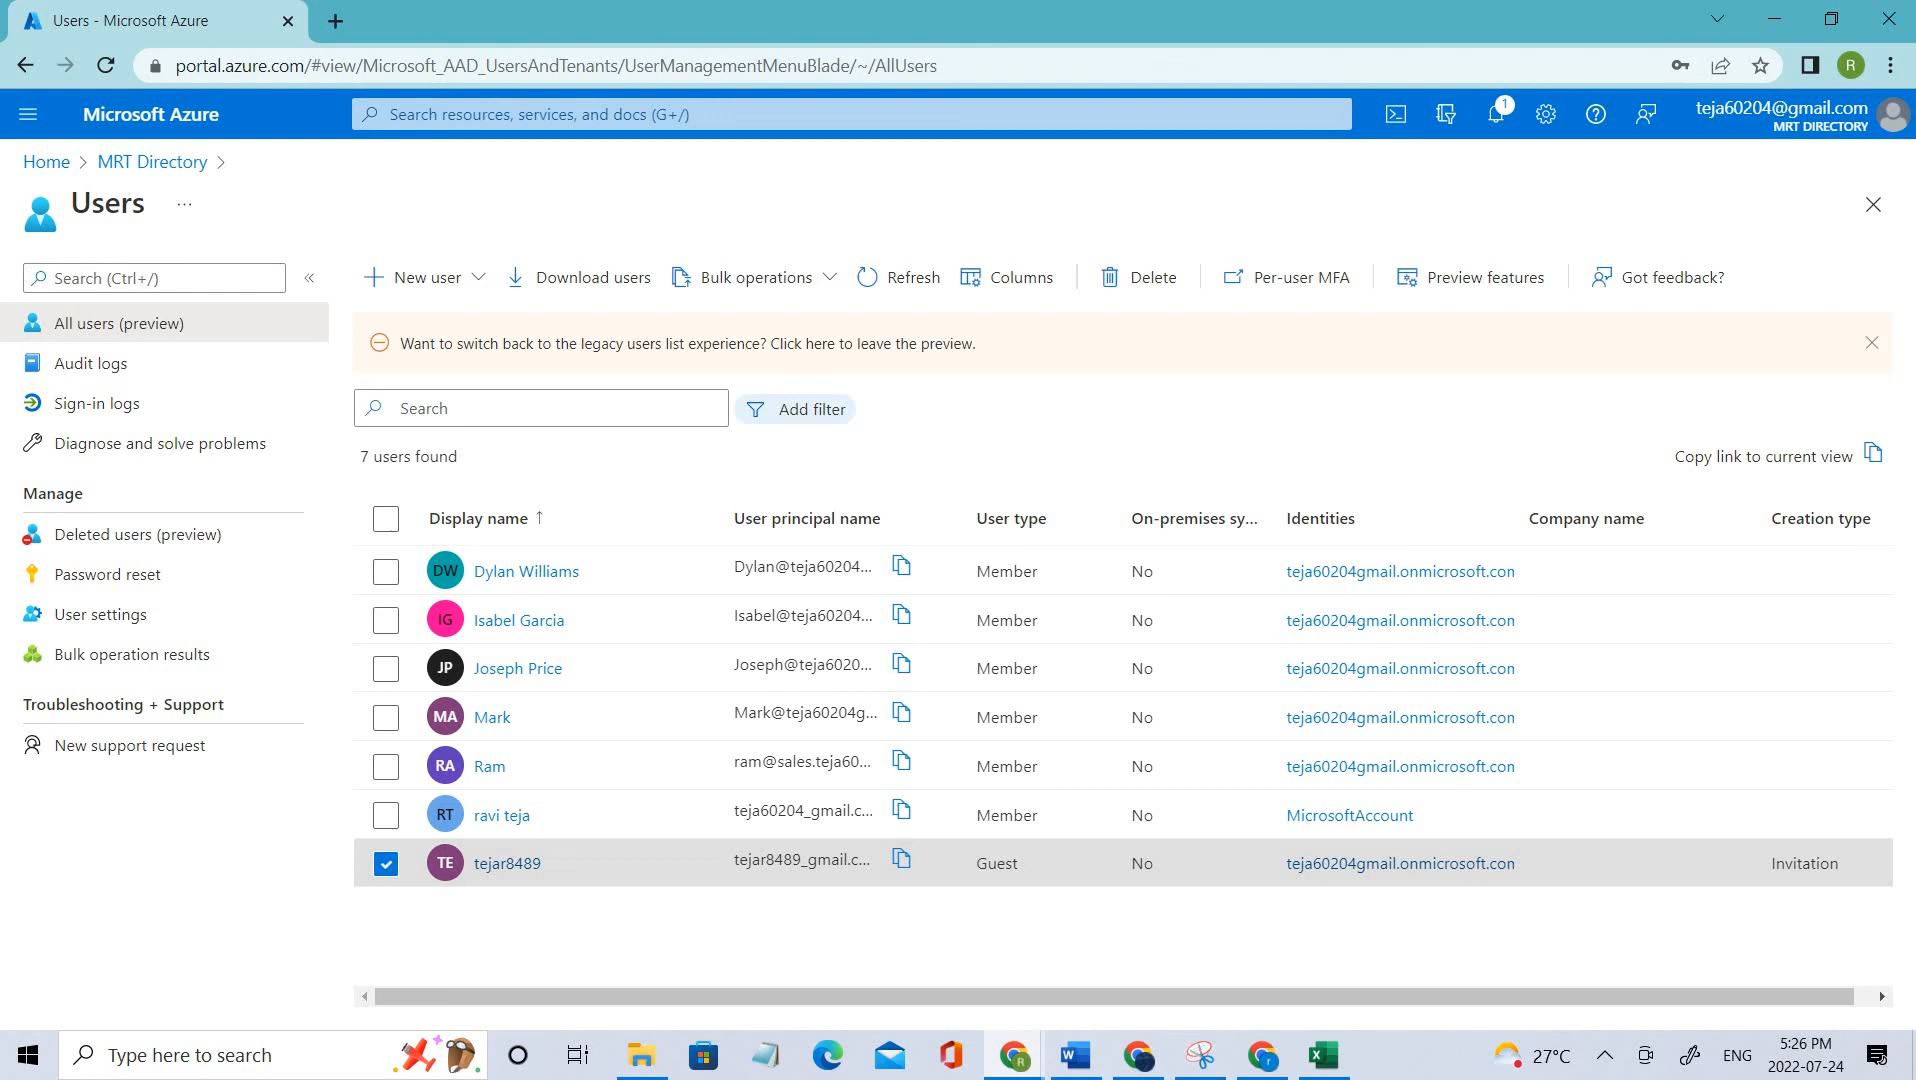 Users - Microsoft Azure
portal.azure.com/#view/Microsoft_AAD_UsersAndTenants/UserManagementMenuBlade/~/AllUsers
R
Microsoft Azure
Search resources, services, and docs (G+/)
1
teja60204@gmail.com
MRT DIRECTORY
Home > MRT Directory >
Users ...
Search (Ctrl+/)
All users (preview)
Audit logs
Sign-in logs
Diagnose and solve problems
Manage
Deleted users (preview)
Password reset
User settings
Bulk operation results
Troubleshooting + Support
New support request
New user Download users Bulk operations Refresh Columns Delete Per-user MFA Preview features Got feedback?
Want to switch back to the legacy users list experience? Click here to leave the preview.
Search Add filter
7 users found Copy link to current view
Display name ↑ User principal name User type On-premises sy... Identities Company name Creation type
DW Dylan Williams Dylan@teja60204... Member No teja60204gmail.onmicrosoft.con
IG Isabel Garcia Isabel@teja60204... Member No teja60204gmail.onmicrosoft.con
JP Joseph Price Joseph@teja6020... Member No teja60204gmail.onmicrosoft.con
MA Mark Mark@teja60204g... Member No teja60204gmail.onmicrosoft.con
RA Ram ram@sales.teja60... Member No teja60204gmail.onmicrosoft.con
RT ravi teja teja60204_gmail.c... Member No MicrosoftAccount
TE tejar8489 tejar8489_gmail.c... Guest No teja60204gmail.onmicrosoft.con Invitation
Type here to search
27°C
ENG
5:26 PM
2022-07-24